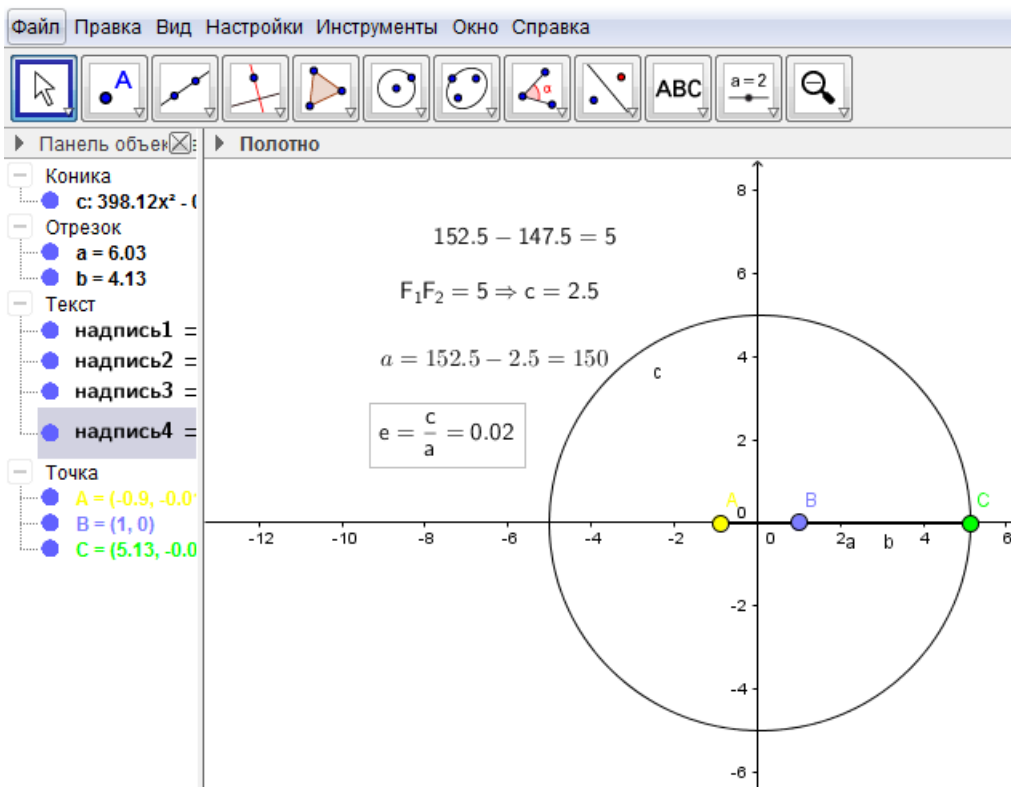 Файл Правка Вид Настройки Инструменты Окно Справка
A α ABC a = 2
Панель объек
Полотно
Коника
c: 398.12x² -
Отрезок
a = 6.03
b = 4.13
Текст
надпись1 =
надпись2 =
надпись3 =
надпись4 =
Точка
A = (-0.9, -0.0
B = (1, 0)
C = (5.13, -0.0
152.5 − 147.5 = 5
F₁F₂ = 5 ⇒ c = 2.5
a = 152.5 − 2.5 = 150
e = c/a = 0.02
8
6
4
c
2
A B C
0
-12 -10 -8 -6 -4 -2 0 2 a b 4 6
-2
-4
-6